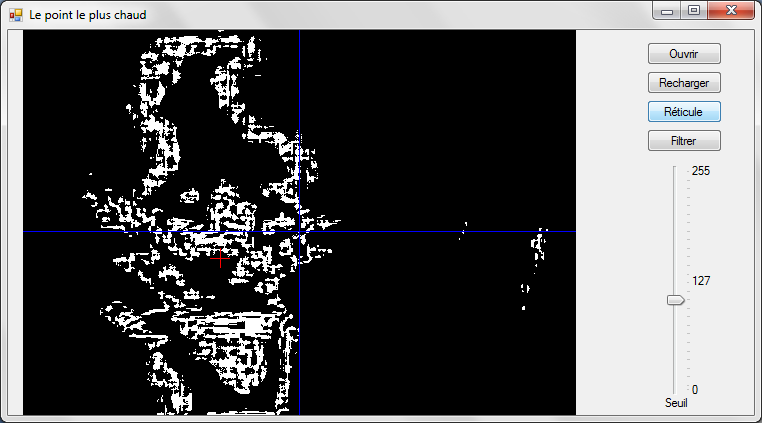 Le point le plus chaud
Ouvrir
Recharger
Réticule
Filtrer
255
127
0
Seuil